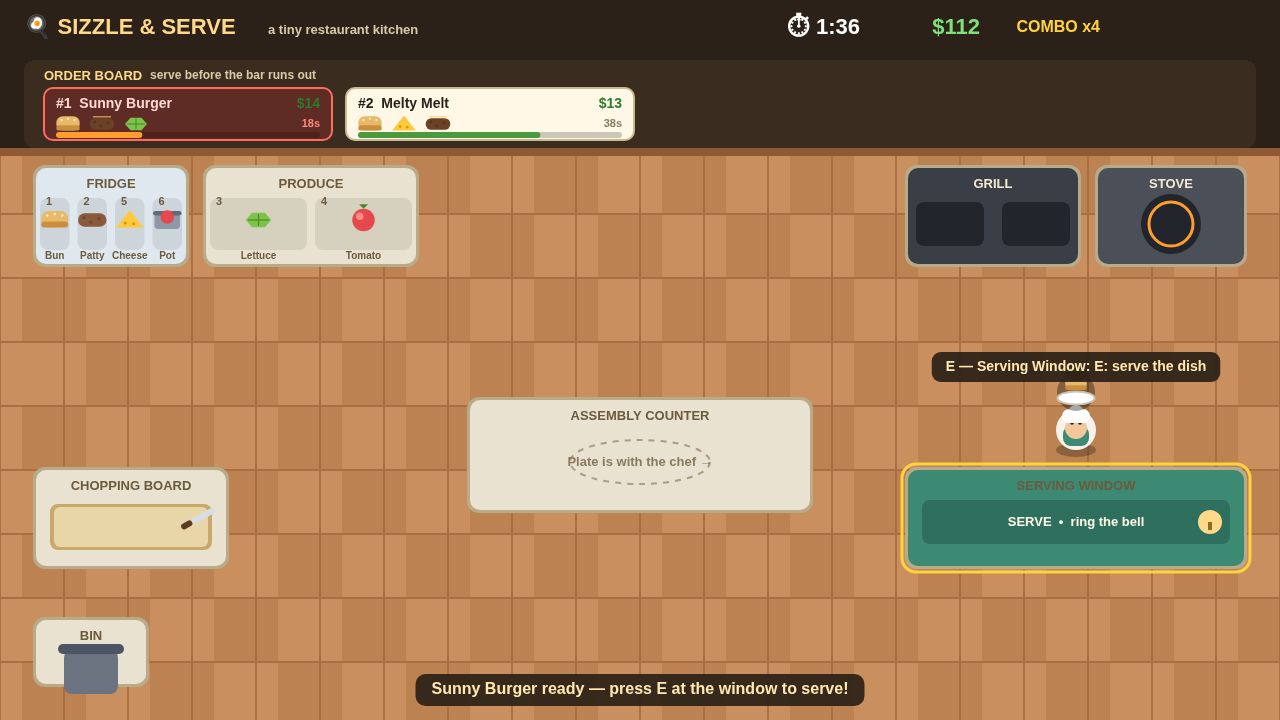 SIZZLE & SERVE
a tiny restaurant kitchen
1:36
$112
COMBO x4
ORDER BOARD serve before the bar runs out
#1 Sunny Burger $14
18s
#2 Melty Melt $13
38s
FRIDGE
1 2 5 6
Bun Patty Cheese Pot
PRODUCE
3 4
Lettuce Tomato
GRILL
STOVE
E — Serving Window: E: serve the dish
ASSEMBLY COUNTER
Plate is with the chef →
CHOPPING BOARD
SERVING WINDOW
SERVE • ring the bell
BIN
Sunny Burger ready — press E at the window to serve!